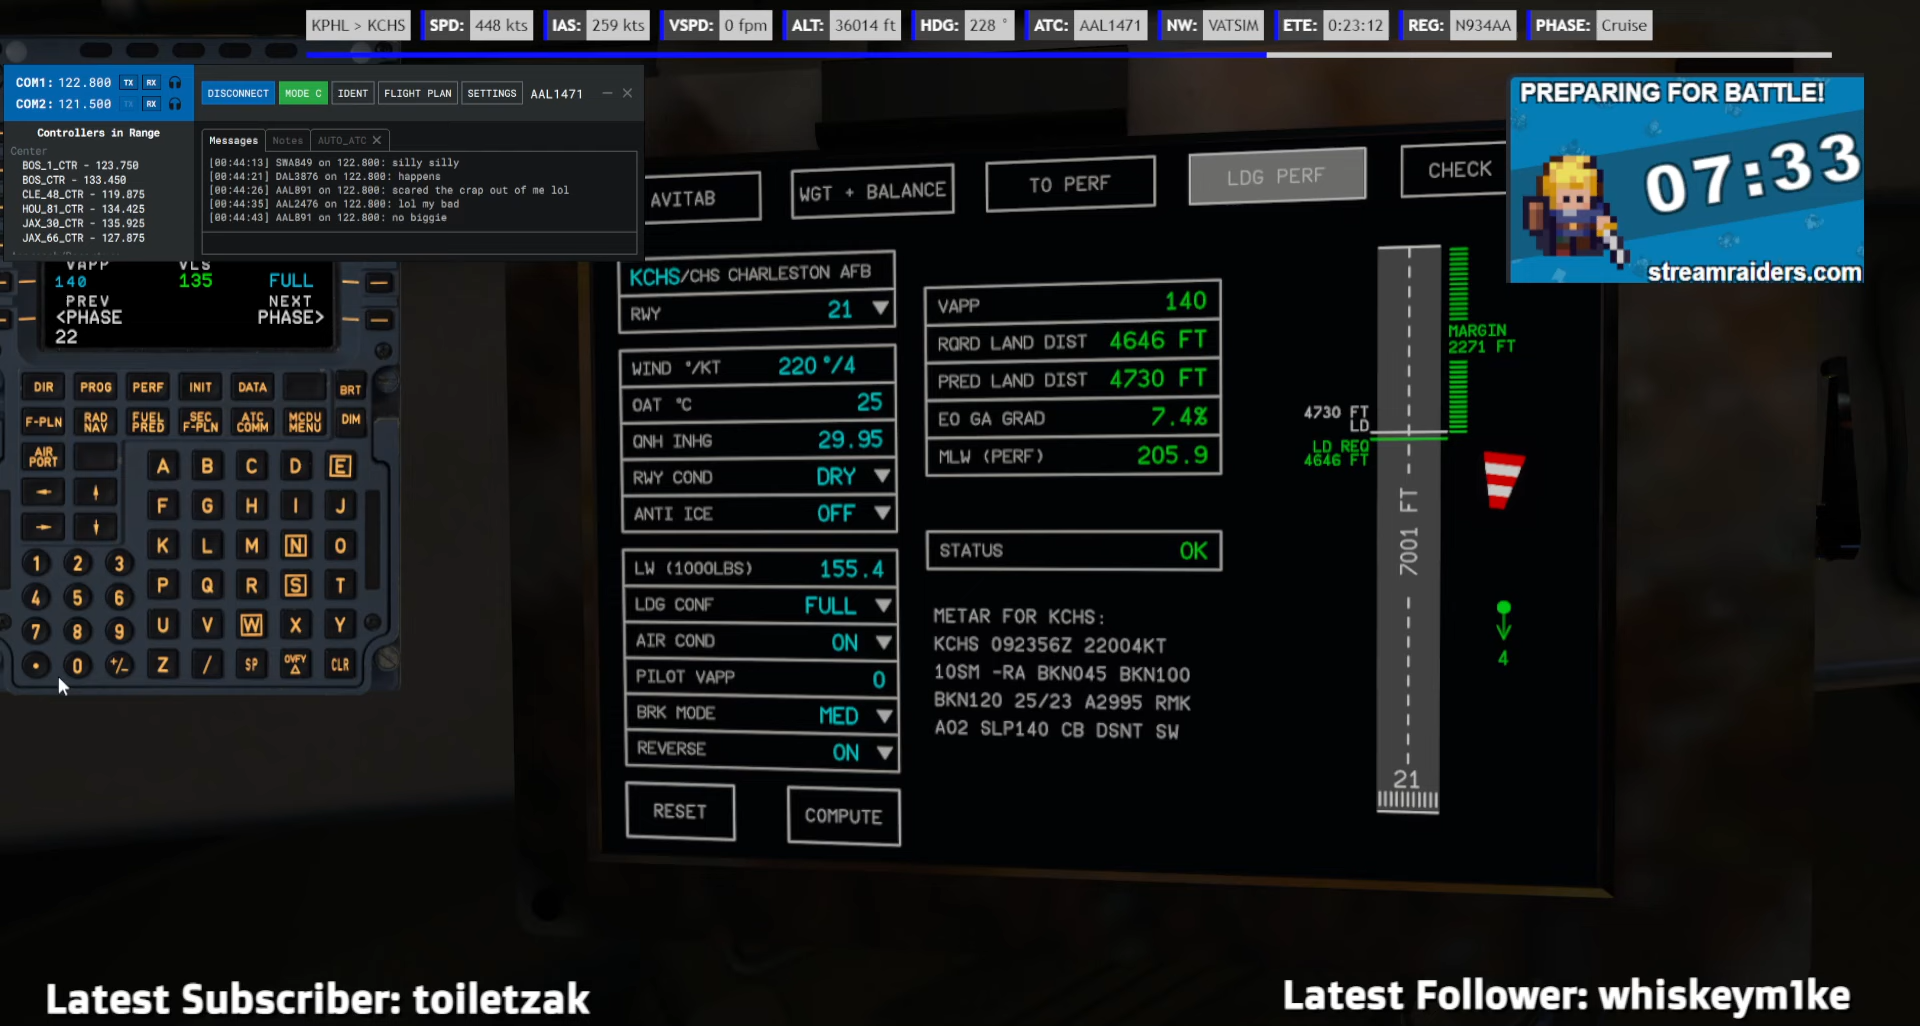 KPHL > KCHS SPD: 448 kts IAS: 259 kts VSPD: 0 fpm ALT: 36014 ft HDG: 228 ° ATC: AAL1471 NW: VATSIM ETE: 0:23:12 REG: N934AA PHASE: Cruise
COM1: 122.800 TX RX
COM2: 121.500 TX RX
DISCONNECT MODE C IDENT FLIGHT PLAN SETTINGS AAL1471
Controllers in Range
Center
BOS_1_CTR - 123.750
BOS_CTR - 133.450
CLE_48_CTR - 119.875
HOU_81_CTR - 134.425
JAX_30_CTR - 135.925
JAX_66_CTR - 127.875
Messages Notes AUTO_ATC
[00:44:13] SWA849 on 122.800: silly silly
[00:44:21] DAL3876 on 122.800: happens
[00:44:26] AAL891 on 122.800: scared the crap out of me lol
[00:44:35] AAL2476 on 122.800: lol my bad
[00:44:43] AAL891 on 122.800: no biggie
PREPARING FOR BATTLE!
07:33
streamraiders.com
VAPP VLS
140 135 FULL
PREV NEXT
<PHASE PHASE>
22
DIR PROG PERF INIT DATA BRT
F-PLN RAD NAV FUEL PRED SEC F-PLN ATC COMM MCDU MENU DIM
AIR PORT
A B C D E
F G H I J
K L M N O
P Q R S T
U V W X Y
Z / SP OVFY Δ CLR
1 2 3
4 5 6
7 8 9
. 0 +/-
AVITAB WGT + BALANCE TO PERF LDG PERF CHECK
KCHS/CHS CHARLESTON AFB
RWY 21
WIND °/KT 220°/4
OAT °C 25
QNH INHG 29.95
RWY COND DRY
ANTI ICE OFF
LW (1000LBS) 155.4
LDG CONF FULL
AIR COND ON
PILOT VAPP 0
BRK MODE MED
REVERSE ON
RESET COMPUTE
VAPP 140
RQRD LAND DIST 4646 FT
PRED LAND DIST 4730 FT
EO GA GRAD 7.4%
MLW (PERF) 205.9
STATUS OK
METAR FOR KCHS:
KCHS 092356Z 22004KT
10SM -RA BKN045 BKN100
BKN120 25/23 A2995 RMK
AO2 SLP140 CB DSNT SW
MARGIN
2271 FT
4730 FT
LD
LD REQ
4646 FT
7001 FT
21
4
Latest Subscriber: toiletzak
Latest Follower: whiskeym1ke